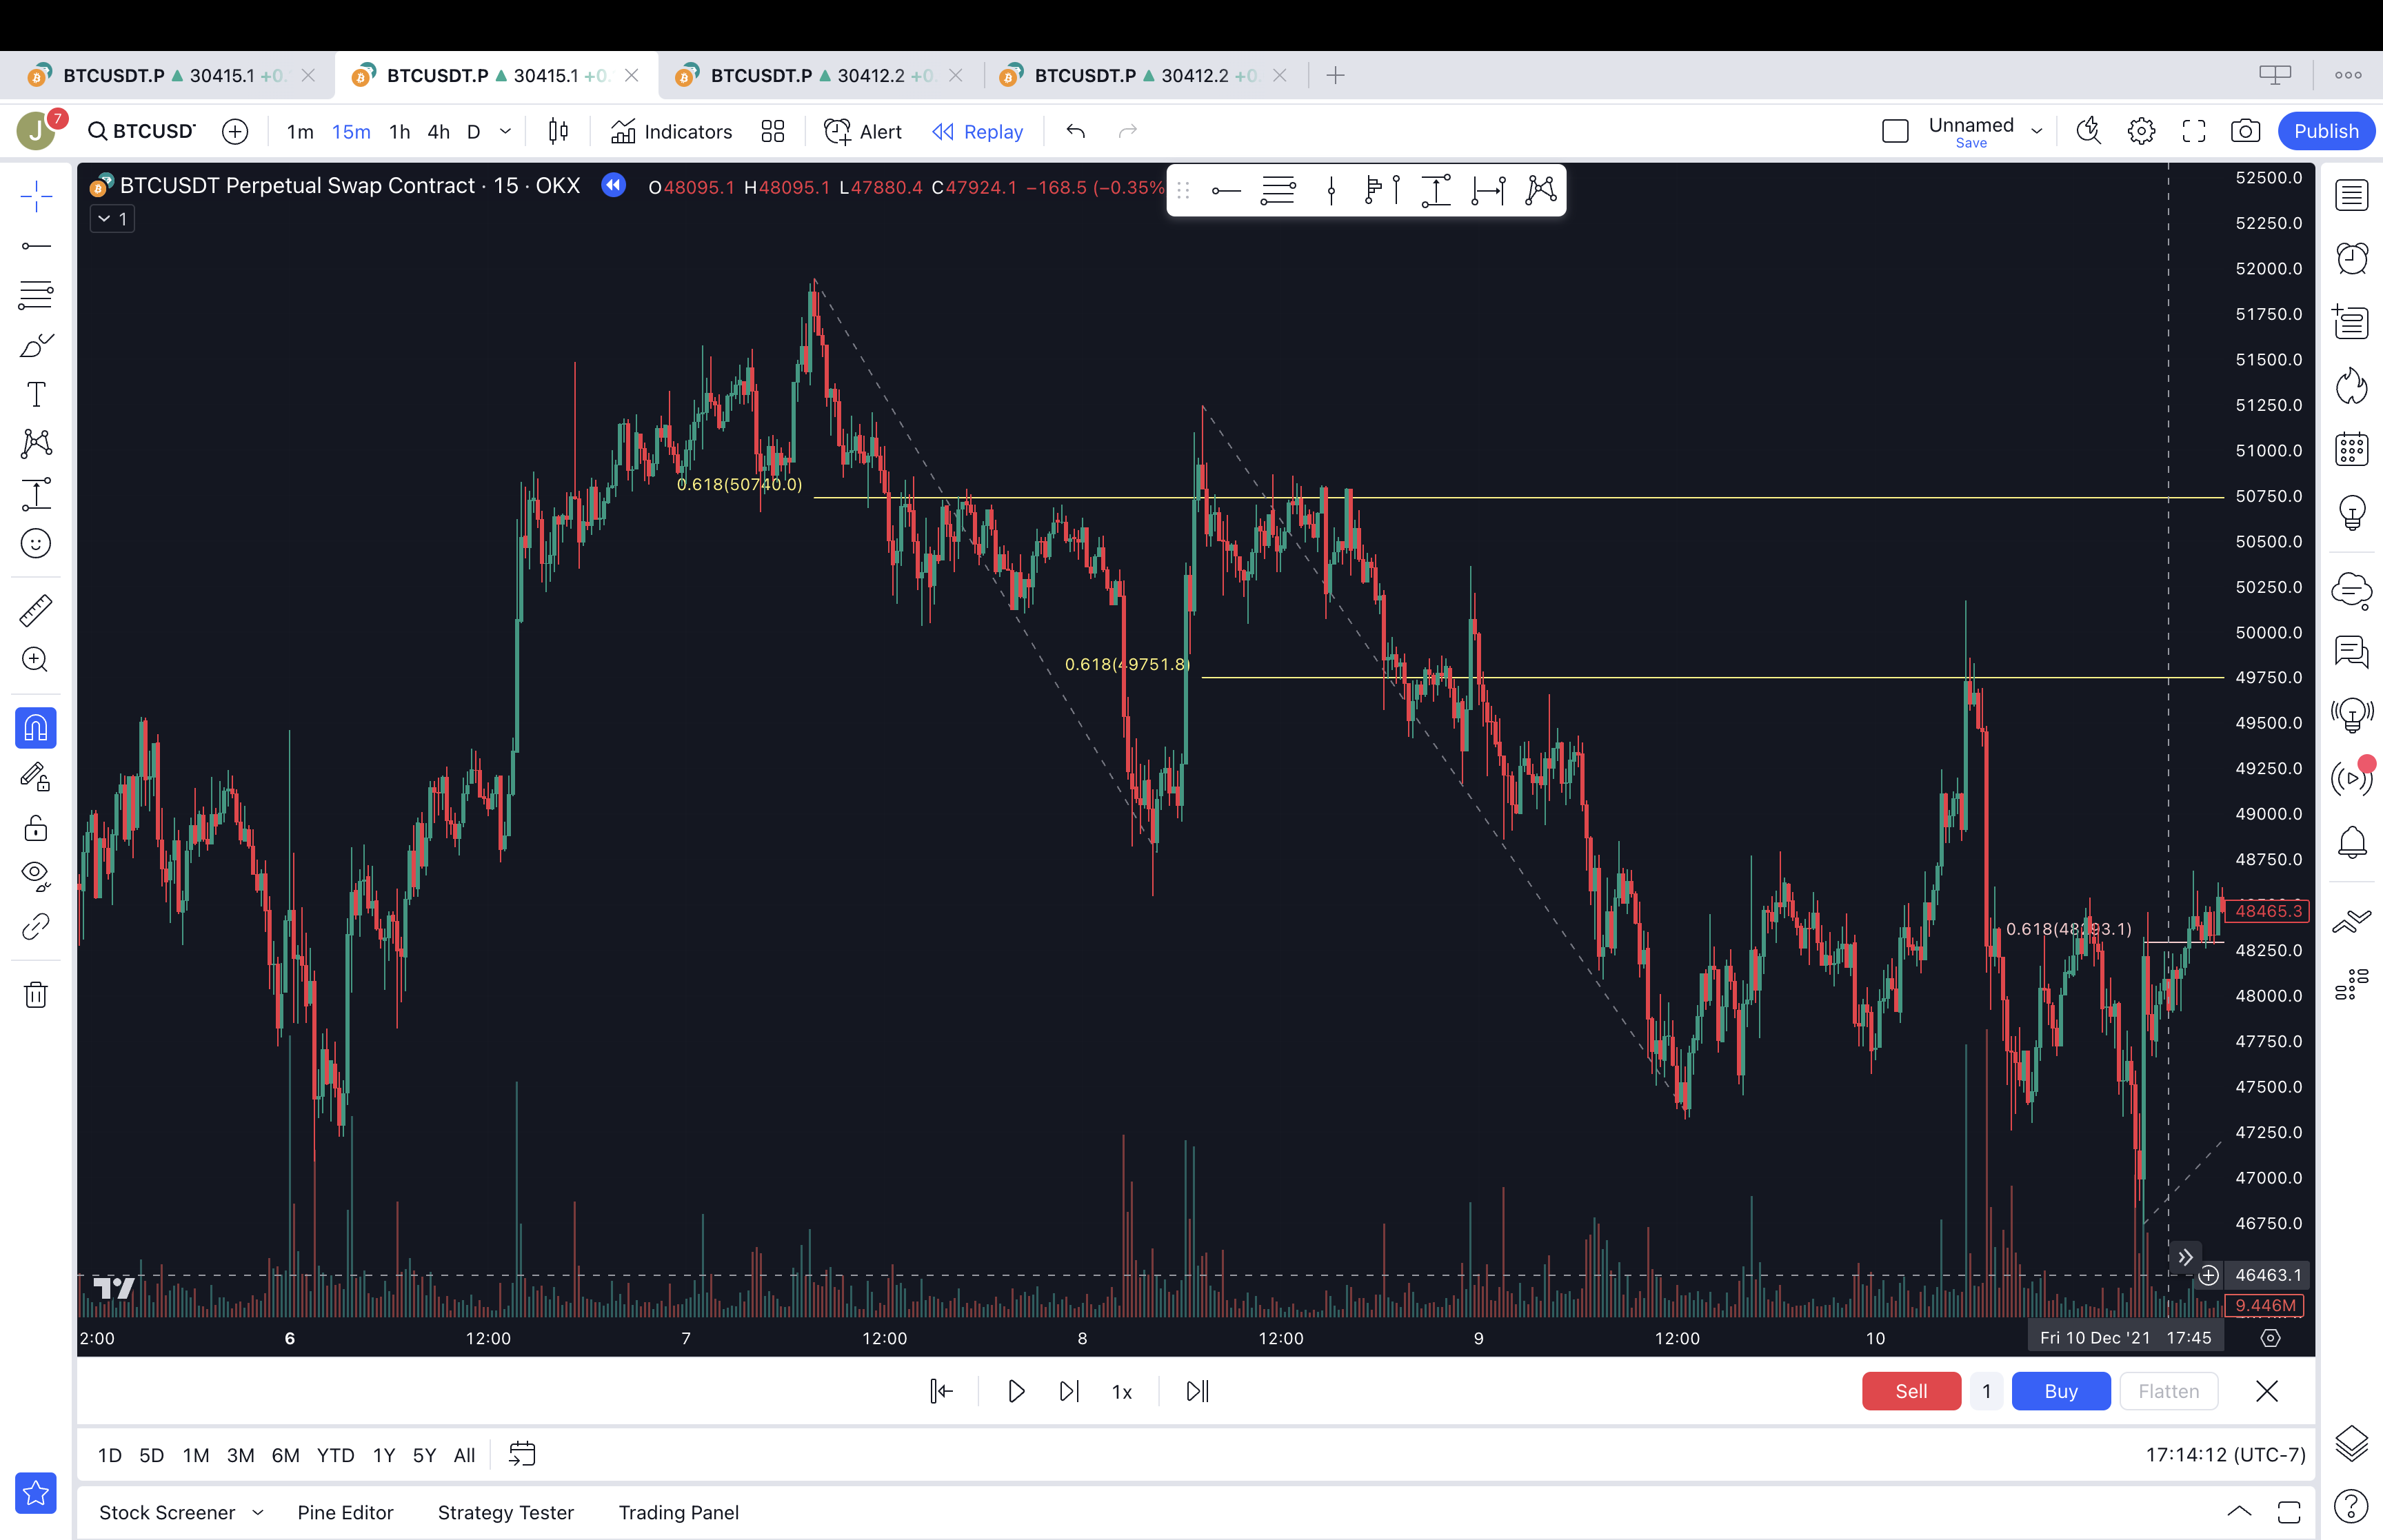 BTCUSDT.P ▲ 30415.1 +0.
BTCUSDT.P ▲ 30415.1 +0.
BTCUSDT.P ▲ 30412.2 +0
BTCUSDT.P ▲ 30412.2 +0
J
7
BTCUSD
1m 15m 1h 4h D
Indicators
Alert
Replay
Unnamed
Save
Publish
BTCUSDT Perpetual Swap Contract · 15 · OKX
O48095.1 H48095.1 L47880.4 C47924.1 −168.5 (−0.35%
1
52500.0
52250.0
52000.0
51750.0
51500.0
51250.0
51000.0
50750.0
50500.0
50250.0
50000.0
49750.0
49500.0
49250.0
49000.0
48750.0
48465.3
48250.0
48000.0
47750.0
47500.0
47250.0
47000.0
46750.0
46463.1
9.446M
0.618(50740.0)
0.618(49751.8)
0.618(48293.1)
2:00 6 12:00 7 12:00 8 12:00 9 12:00 10 Fri 10 Dec '21 17:45
1x
Sell 1 Buy Flatten
1D 5D 1M 3M 6M YTD 1Y 5Y All
17:14:12 (UTC-7)
Stock Screener Pine Editor Strategy Tester Trading Panel